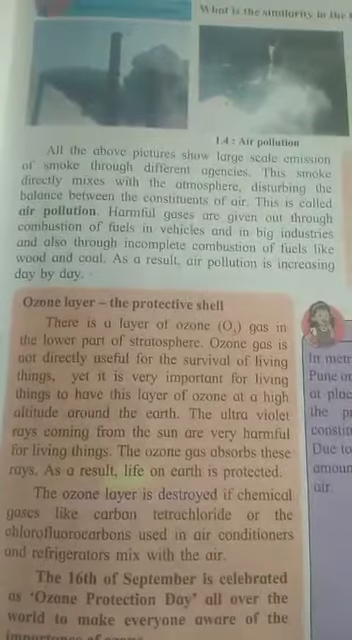 What is the similarity in the
1.4 : Air pollution
All the above pictures show large scale emission
of smoke through different agencies. This smoke
directly mixes with the atmosphere, disturbing the
balance between the constituents of air. This is called
air pollution. Harmful gases are given out through
combustion of fuels in vehicles and in big industries
and also through incomplete combustion of fuels like
wood and coal. As a result, air pollution is increasing
day by day.
Ozone layer – the protective shell
There is a layer of ozone (O₃) gas in
the lower part of stratosphere. Ozone gas is
not directly useful for the survival of living
things, yet it is very important for living
things to have this layer of ozone at a high
altitude around the earth. The ultra violet
rays coming from the sun are very harmful
for living things. The ozone gas absorbs these
rays. As a result, life on earth is protected.
The ozone layer is destroyed if chemical
gases like carbon tetrachloride or the
chlorofluorocarbons used in air conditioners
and refrigerators mix with the air.
The 16th of September is celebrated
as 'Ozone Protection Day' all over the
world to make everyone aware of the
importance of ozone
In metr
Pune or
at plac
the pr
constit
Due to
amoun
air.